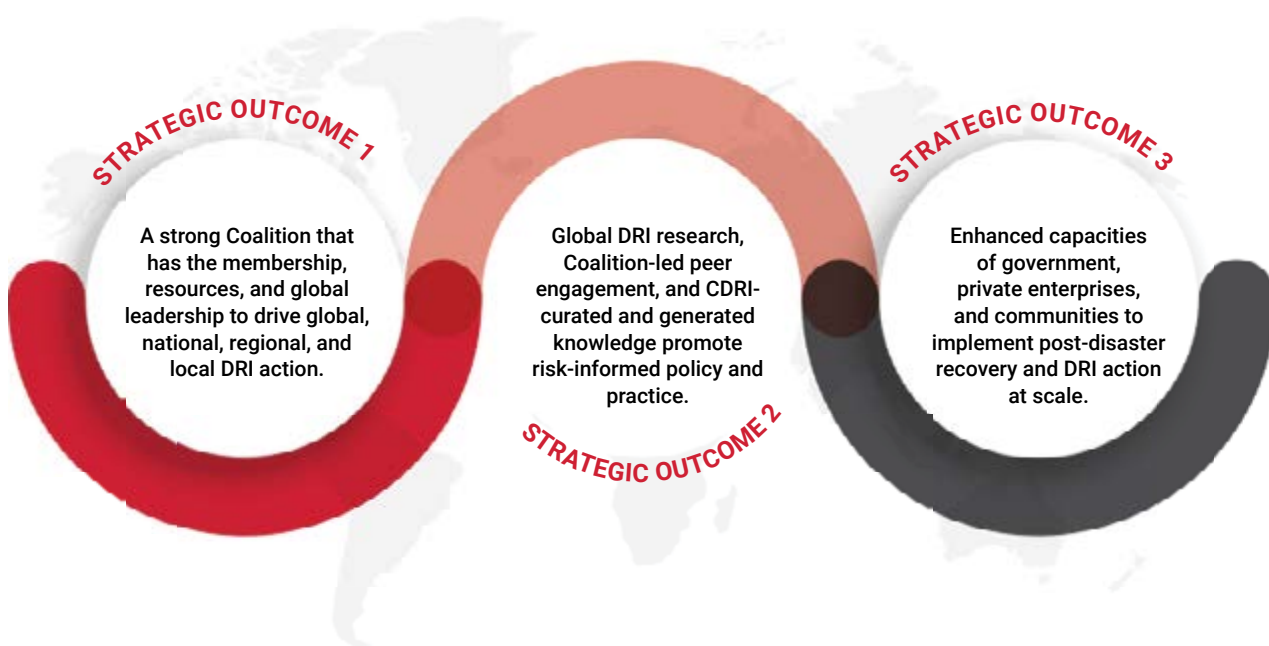 STRATEGIC OUTCOME 1
A strong Coalition that
has the membership,
resources, and global
leadership to drive global,
national, regional, and
local DRI action.
Global DRI research,
Coalition-led peer
engagement, and CDRI-
curated and generated
knowledge promote
risk-informed policy and
practice.
STRATEGIC OUTCOME 2
STRATEGIC OUTCOME 3
Enhanced capacities
of government,
private enterprises,
and communities to
implement post-disaster
recovery and DRI action
at scale.